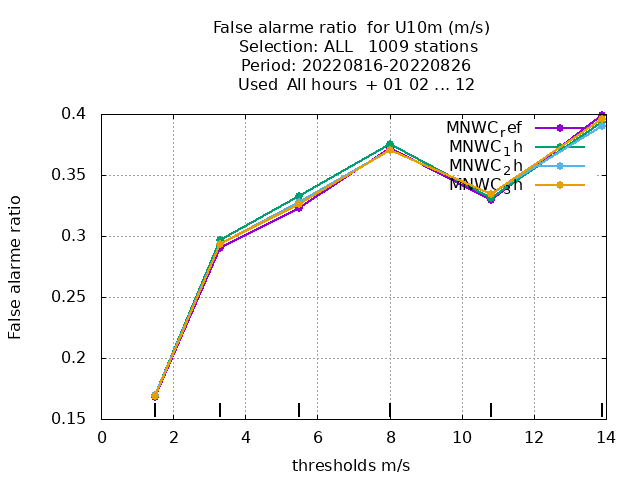 False alarme ratio  for U10m (m/s)
Selection: ALL   1009 stations
Period: 20220816-20220826
Used  All hours  + 01 02 ... 12
MNWC_ref
MNWC_1h
MNWC_2h
MNWC_3h
0.4
0.35
0.3
0.25
0.2
0.15
False alarme ratio
0 2 4 6 8 10 12 14
thresholds m/s